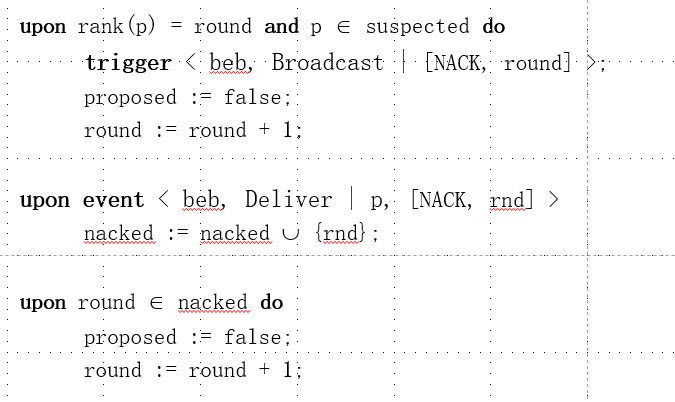 upon rank(p) = round and p ∈ suspected do
trigger < beb, Broadcast | [NACK, round] >;
proposed := false;
round := round + 1;
upon event < beb, Deliver | p, [NACK, rnd] >
nacked := nacked ∪ {rnd};
upon round ∈ nacked do
proposed := false;
round := round + 1;